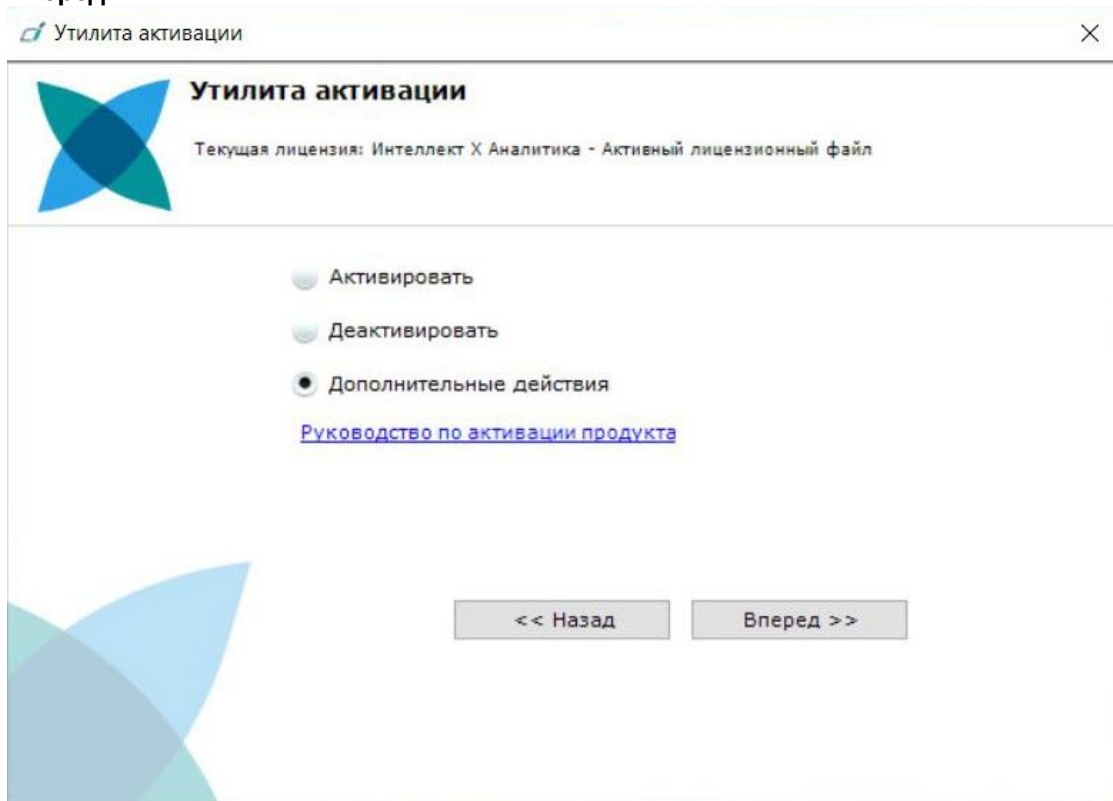 Утилита активации
Утилита активации
Текущая лицензия: Интеллект X Аналитика - Активный лицензионный файл
Активировать
Деактивировать
Дополнительные действия
Руководство по активации продукта
<< Назад
Вперед >>